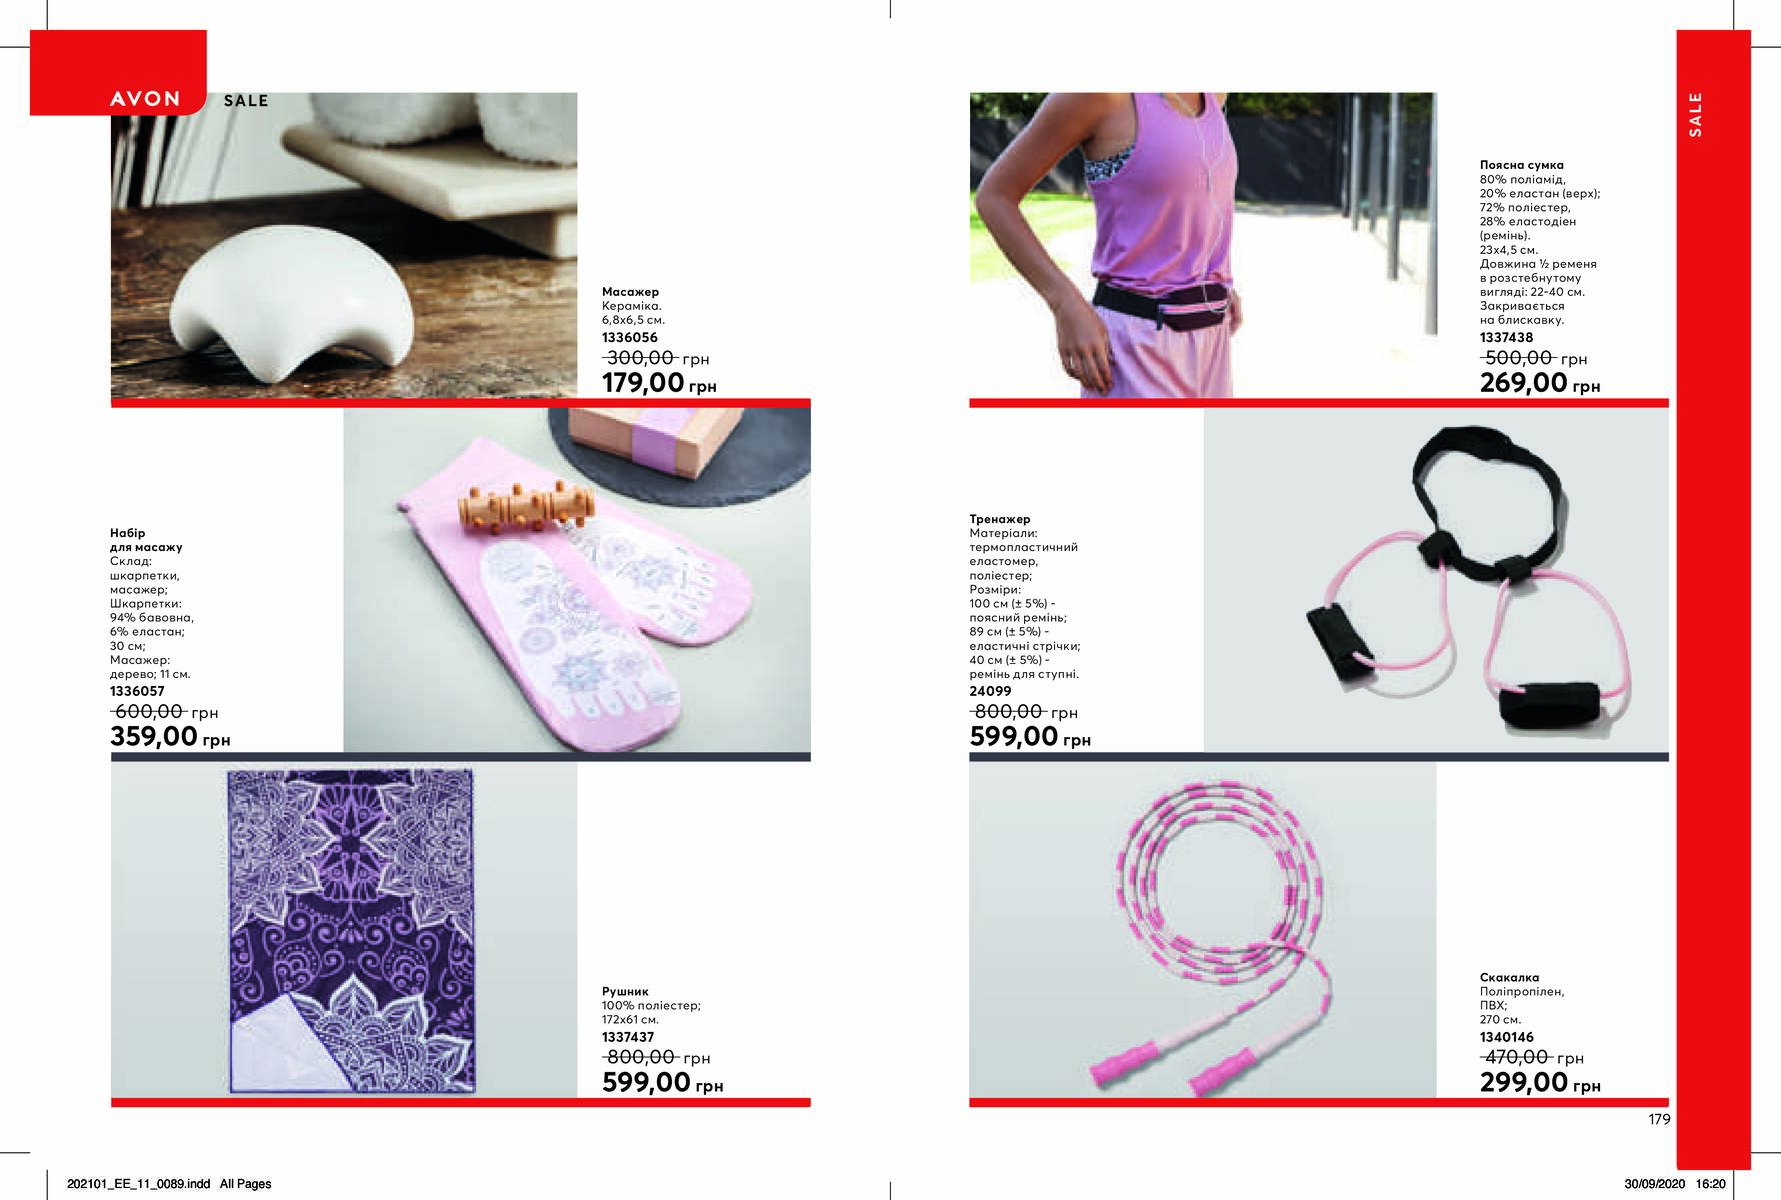 AVON
SALE
Масажер
Кераміка.
6,8х6,5 см.
1336056
300,00 грн
179,00 грн
Набір
для масажу
Склад:
шкарпетки,
масажер;
Шкарпетки:
94% бавовна,
6% еластан;
30 см;
Масажер:
дерево; 11 см.
1336057
600,00 грн
359,00 грн
Рушник
100% поліестер;
172х61 см.
1337437
800,00 грн
599,00 грн
SALE
Поясна сумка
80% поліамід,
20% еластан (верх);
72% поліестер,
28% еластодіен
(ремінь).
23х4,5 см.
Довжина ½ ременя
в розстебнутому
вигляді: 22-40 см.
Закривається
на блискавку.
1337438
500,00 грн
269,00 грн
Тренажер
Матеріали:
термопластичний
еластомер,
поліестер;
Розміри:
100 см (± 5%) -
поясний ремінь;
89 см (± 5%) -
еластичні стрічки;
40 см (± 5%) -
ремінь для ступні.
24099
800,00 грн
599,00 грн
Скакалка
Поліпропілен,
ПВХ;
270 см.
1340146
470,00 грн
299,00 грн
179
202101_EE_11_0089.indd All Pages
30/09/2020 16:20